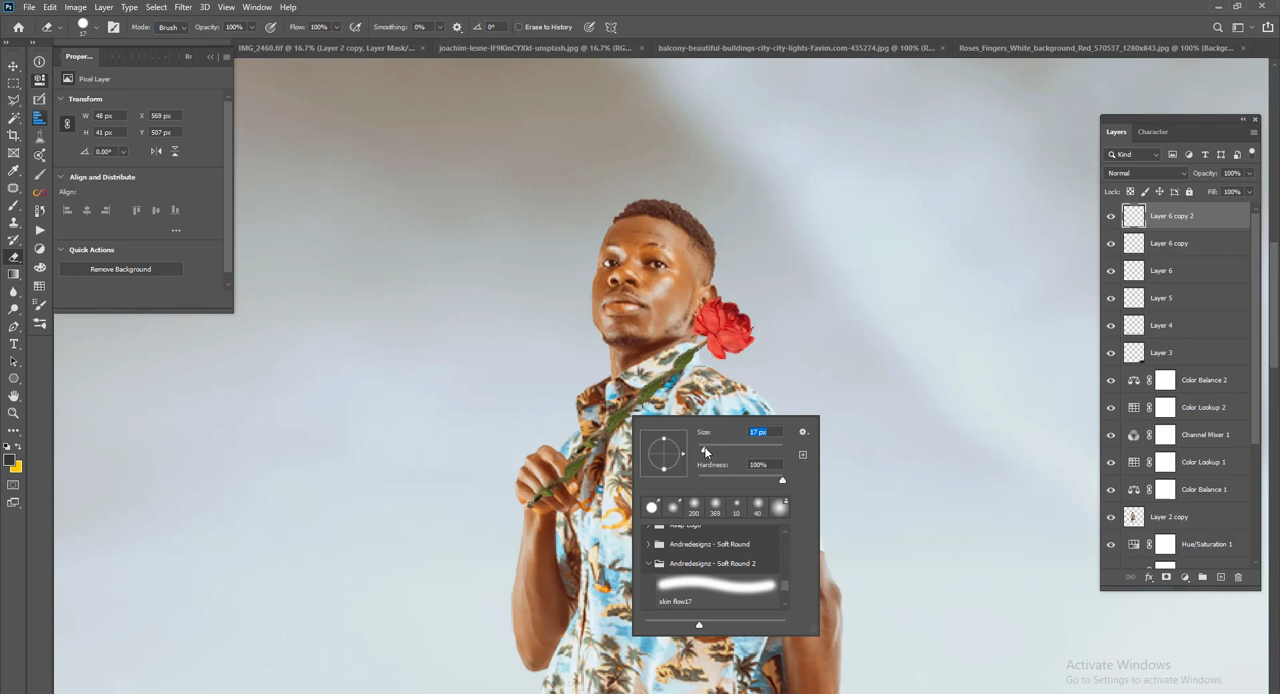 Ps File Edit Image Layer Type Select Filter 3D View Window Help
17 Mode: Brush Opacity: 100% Flow: 100% Smoothing: 0% 0° Erase to History
IMG_2460.tif @ 16.7% (Layer 2 copy, Layer Mask/... × joachim-lesne-IF9KinCYXkI-unsplash.jpg @ 16.7% (RG... × balcony-beautiful-buildings-city-city-lights-Favim.com-435274.jpg @ 100% (R... × Roses_Fingers_White_background_Red_570537_1280x843.jpg @ 100% (Backgr... ×
Proper... Br
Pixel Layer
Transform
W 48 px X 569 px
H 41 px Y 507 px
0.00°
Align and Distribute
Align:
...
Quick Actions
Remove Background
Size: 17 px
Hardness: 100%
200 369 10 40
Andredesignz - Soft Round
Andredesignz - Soft Round 2
skin flow17
Layers Character
Kind
Normal Opacity: 100%
Lock: Fill: 100%
Layer 6 copy 2
Layer 6 copy
Layer 6
Layer 5
Layer 4
Layer 3
Color Balance 2
Color Lookup 2
Channel Mixer 1
Color Lookup 1
Color Balance 1
Layer 2 copy
Hue/Saturation 1
fx
Activate Windows
Go to Settings to activate Windows.